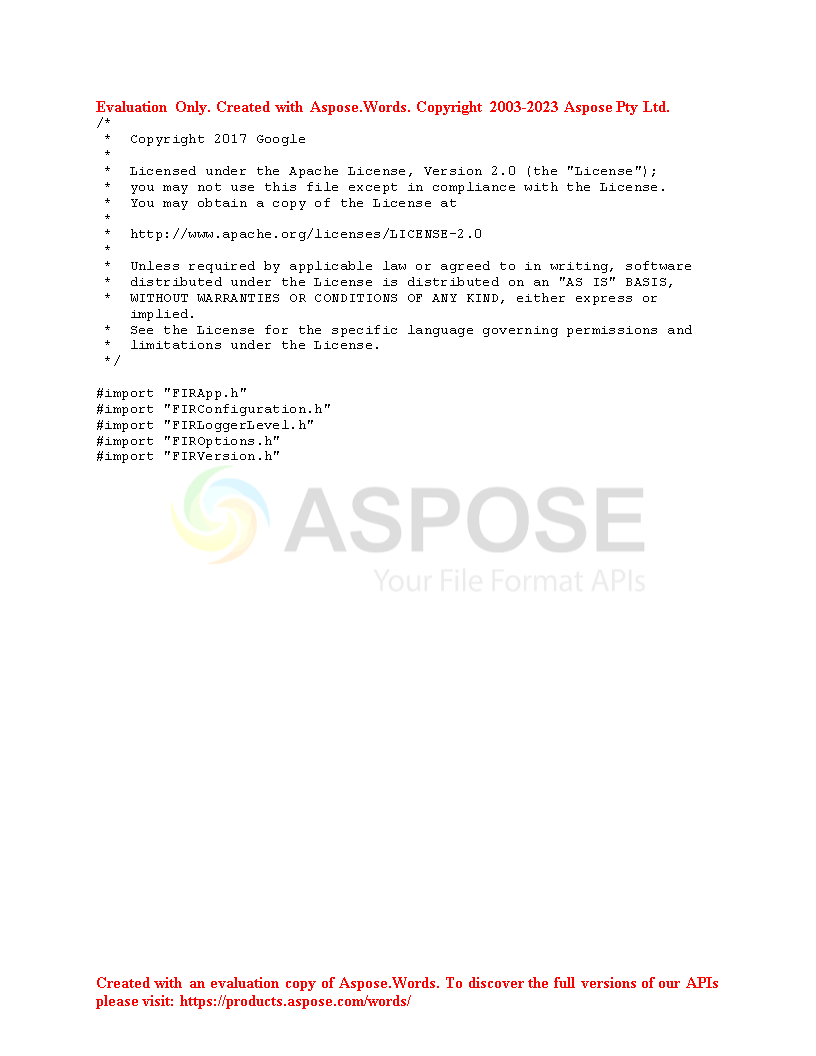 Evaluation Only. Created with Aspose.Words. Copyright 2003-2023 Aspose Pty Ltd.
/*
 *  Copyright 2017 Google
 *
 *  Licensed under the Apache License, Version 2.0 (the "License");
 *  you may not use this file except in compliance with the License.
 *  You may obtain a copy of the License at
 *
 *  http://www.apache.org/licenses/LICENSE-2.0
 *
 *  Unless required by applicable law or agreed to in writing, software
 *  distributed under the License is distributed on an "AS IS" BASIS,
 *  WITHOUT WARRANTIES OR CONDITIONS OF ANY KIND, either express or
    implied.
 *  See the License for the specific language governing permissions and
 *  limitations under the License.
 */
#import "FIRApp.h"
#import "FIRConfiguration.h"
#import "FIRLoggerLevel.h"
#import "FIROptions.h"
#import "FIRVersion.h"
ASPOSE
Your File Format APIs
Created with an evaluation copy of Aspose.Words. To discover the full versions of our APIs
please visit: https://products.aspose.com/words/